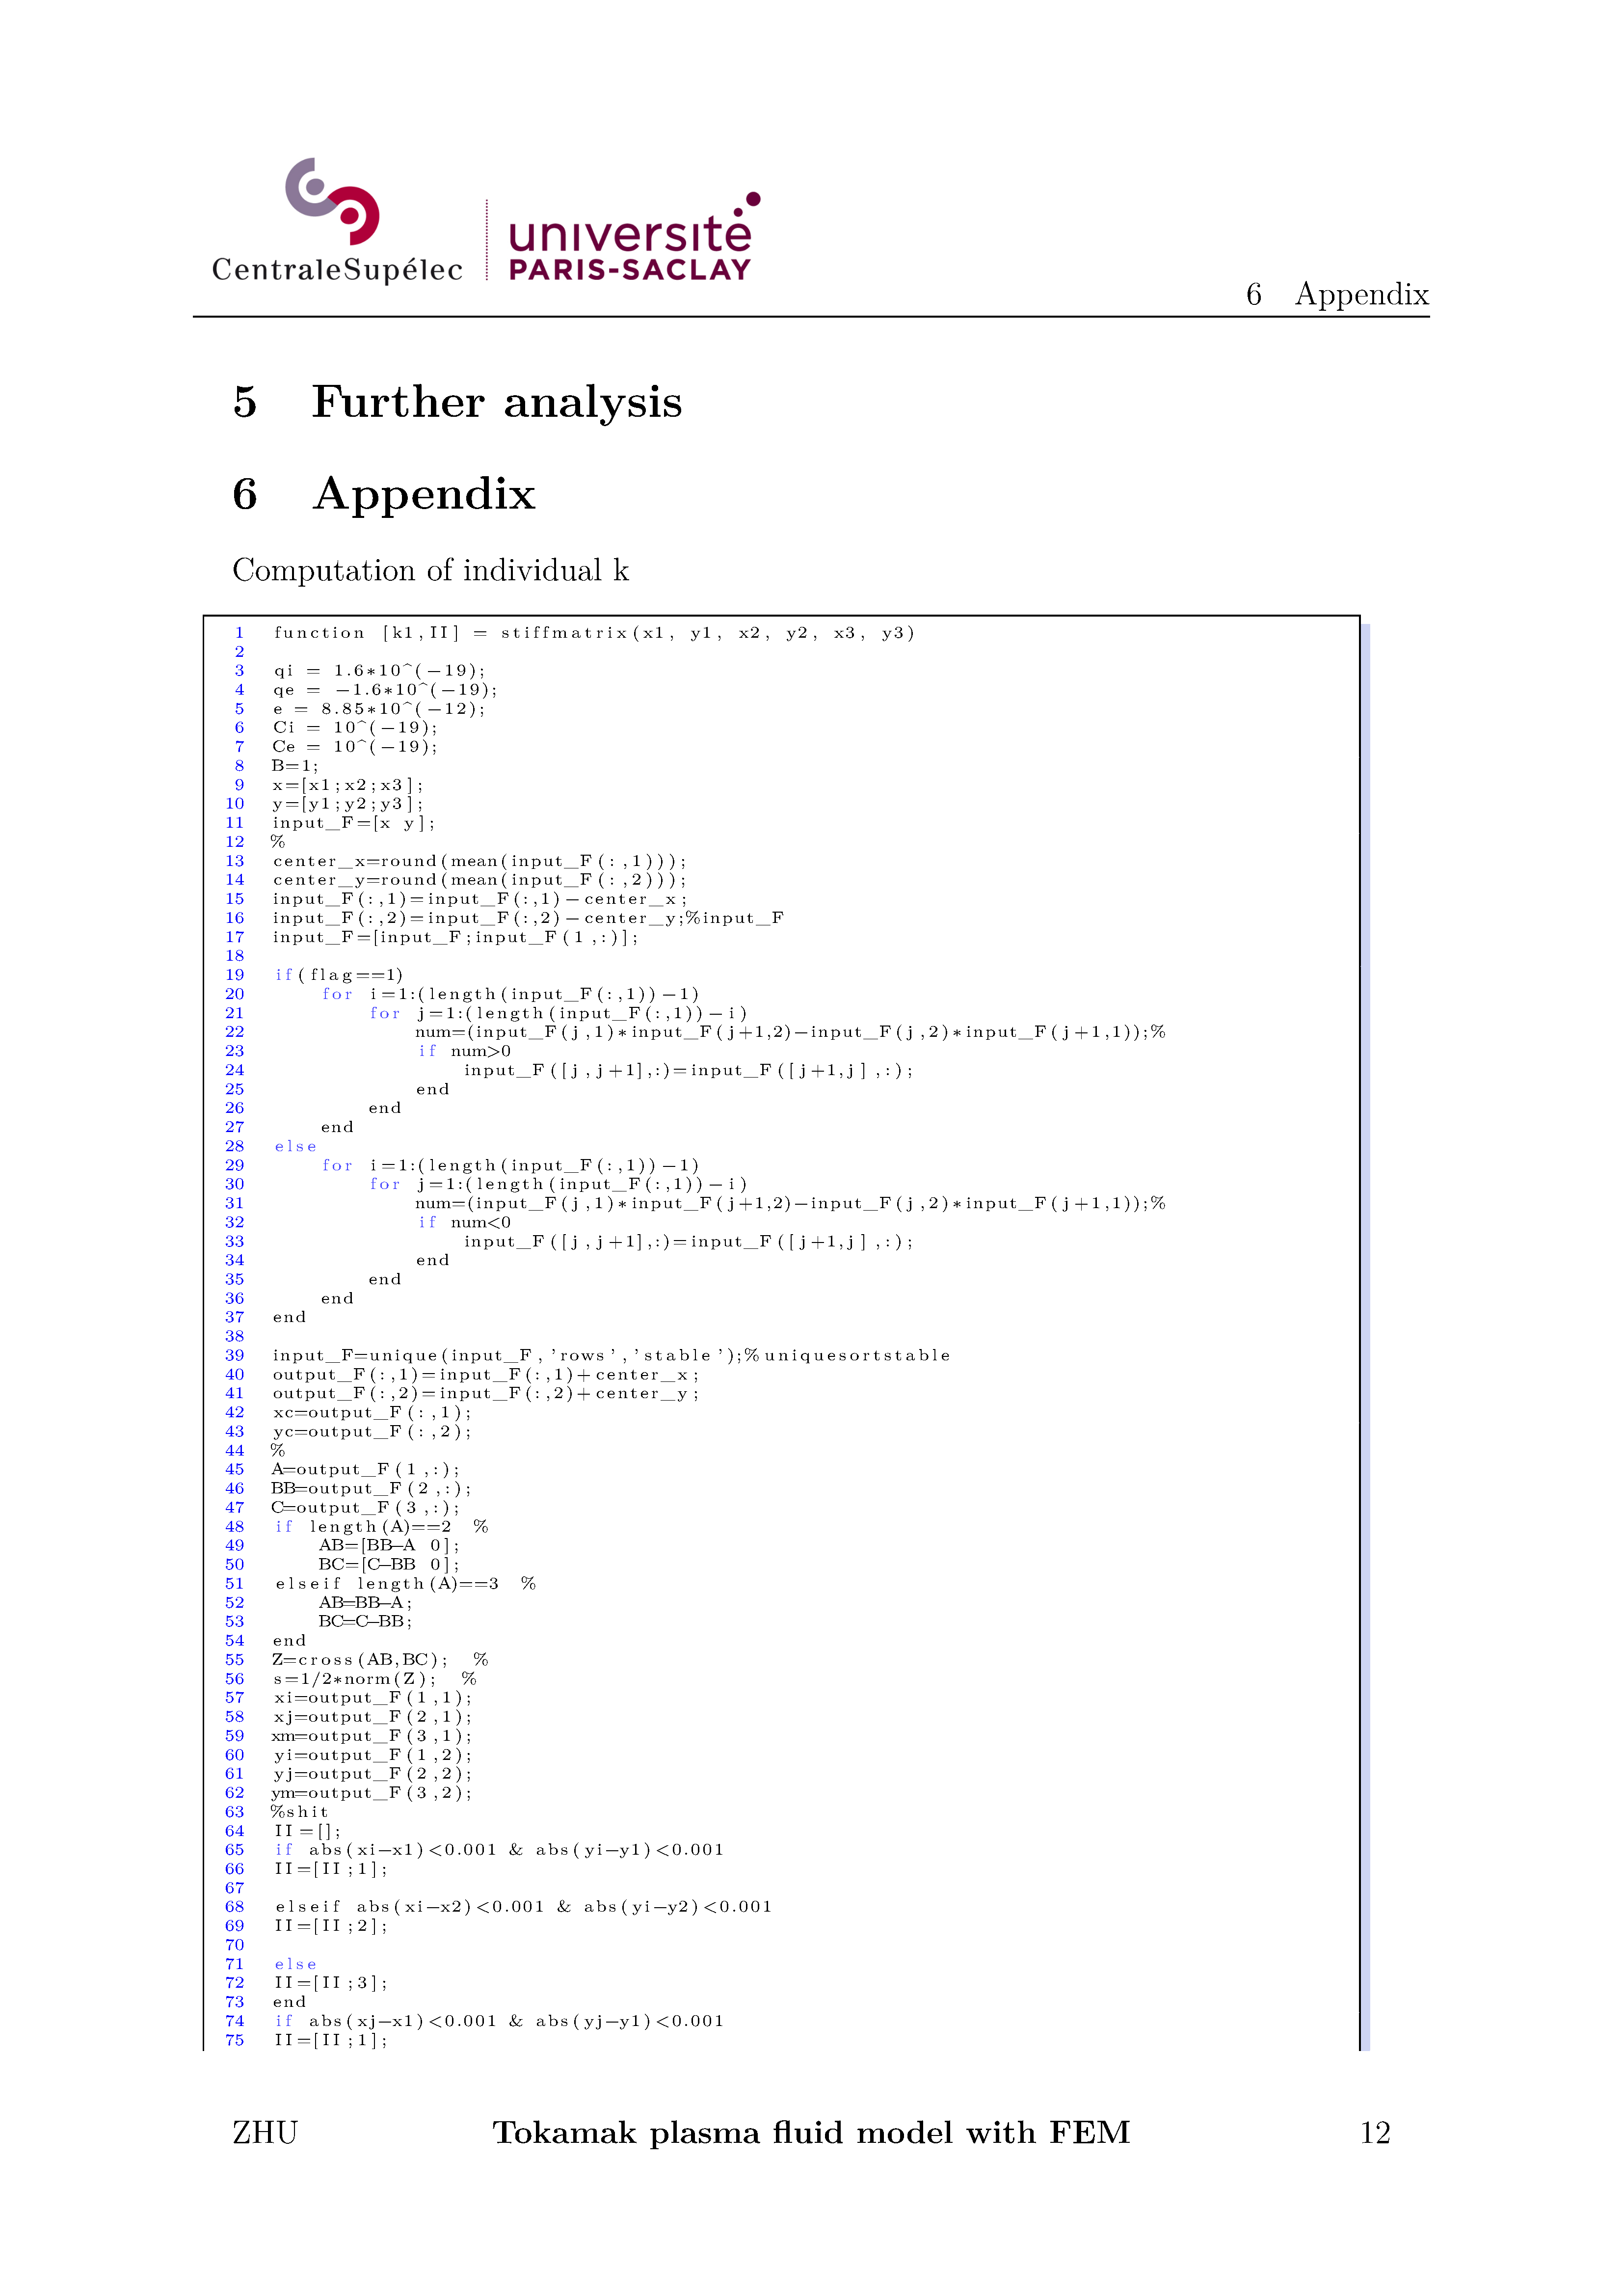 CentraleSupélec
université
PARIS-SACLAY
6 Appendix
5 Further analysis
6 Appendix
Computation of individual k
1 function [k1,II] = stiffmatrix(x1, y1, x2, y2, x3, y3)
2
3 qi = 1.6*10^(-19);
4 qe = -1.6*10^(-19);
5 e = 8.85*10^(-12);
6 Ci = 10^(-19);
7 Ce = 10^(-19);
8 B=1;
9 x=[x1;x2;x3];
10 y=[y1;y2;y3];
11 input_F=[x y];
12 %
13 center_x=round(mean(input_F(:,1)));
14 center_y=round(mean(input_F(:,2)));
15 input_F(:,1)=input_F(:,1)-center_x;
16 input_F(:,2)=input_F(:,2)-center_y;%input_F
17 input_F=[input_F;input_F(1,:)];
18
19 if(flag==1)
20     for i=1:(length(input_F(:,1))-1)
21         for j=1:(length(input_F(:,1))-i)
22             num=(input_F(j,1)*input_F(j+1,2)-input_F(j,2)*input_F(j+1,1));%
23             if num>0
24                 input_F([j,j+1],:)=input_F([j+1,j],:);
25             end
26         end
27     end
28 else
29     for i=1:(length(input_F(:,1))-1)
30         for j=1:(length(input_F(:,1))-i)
31             num=(input_F(j,1)*input_F(j+1,2)-input_F(j,2)*input_F(j+1,1));%
32             if num<0
33                 input_F([j,j+1],:)=input_F([j+1,j],:);
34             end
35         end
36     end
37 end
38
39 input_F=unique(input_F,'rows','stable');%uniquesortstable
40 output_F(:,1)=input_F(:,1)+center_x;
41 output_F(:,2)=input_F(:,2)+center_y;
42 xc=output_F(:,1);
43 yc=output_F(:,2);
44 %
45 A=output_F(1,:);
46 BB=output_F(2,:);
47 C=output_F(3,:);
48 if length(A)==2 %
49     AB=[BB-A 0];
50     BC=[C-BB 0];
51 elseif length(A)==3 %
52     AB=BB-A;
53     BC=C-BB;
54 end
55 Z=cross(AB,BC); %
56 s=1/2*norm(Z); %
57 xi=output_F(1,1);
58 xj=output_F(2,1);
59 xm=output_F(3,1);
60 yi=output_F(1,2);
61 yj=output_F(2,2);
62 ym=output_F(3,2);
63 %shit
64 II=[];
65 if abs(xi-x1)<0.001 & abs(yi-y1)<0.001
66 II=[II;1];
67
68 elseif abs(xi-x2)<0.001 & abs(yi-y2)<0.001
69 II=[II;2];
70
71 else
72 II=[II;3];
73 end
74 if abs(xj-x1)<0.001 & abs(yj-y1)<0.001
75 II=[II;1];
ZHU Tokamak plasma fluid model with FEM 12